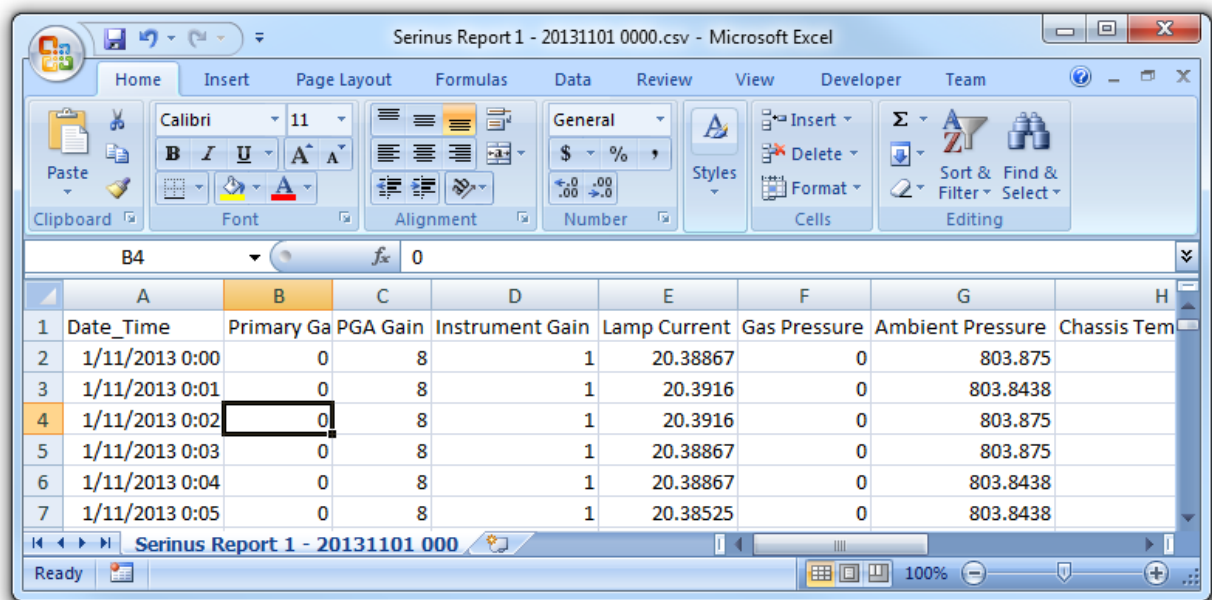 Serinus Report 1 - 20131101 0000.csv - Microsoft Excel
Home Insert Page Layout Formulas Data Review View Developer Team
Paste
Calibri 11
B I U A A
General
$ % ,
.00 .0
Styles
Insert
Delete
Format
Σ
Sort & Filter
Find & Select
Clipboard Font Alignment Number Cells Editing
B4 fx 0
A B C D E F G H
1 Date_Time Primary Ga PGA Gain Instrument Gain Lamp Current Gas Pressure Ambient Pressure Chassis Tem
2 1/11/2013 0:00 0 8 1 20.38867 0 803.875
3 1/11/2013 0:01 0 8 1 20.3916 0 803.8438
4 1/11/2013 0:02 0 8 1 20.3916 0 803.875
5 1/11/2013 0:03 0 8 1 20.38867 0 803.875
6 1/11/2013 0:04 0 8 1 20.38867 0 803.8438
7 1/11/2013 0:05 0 8 1 20.38525 0 803.8438
Serinus Report 1 - 20131101 000
Ready 100%